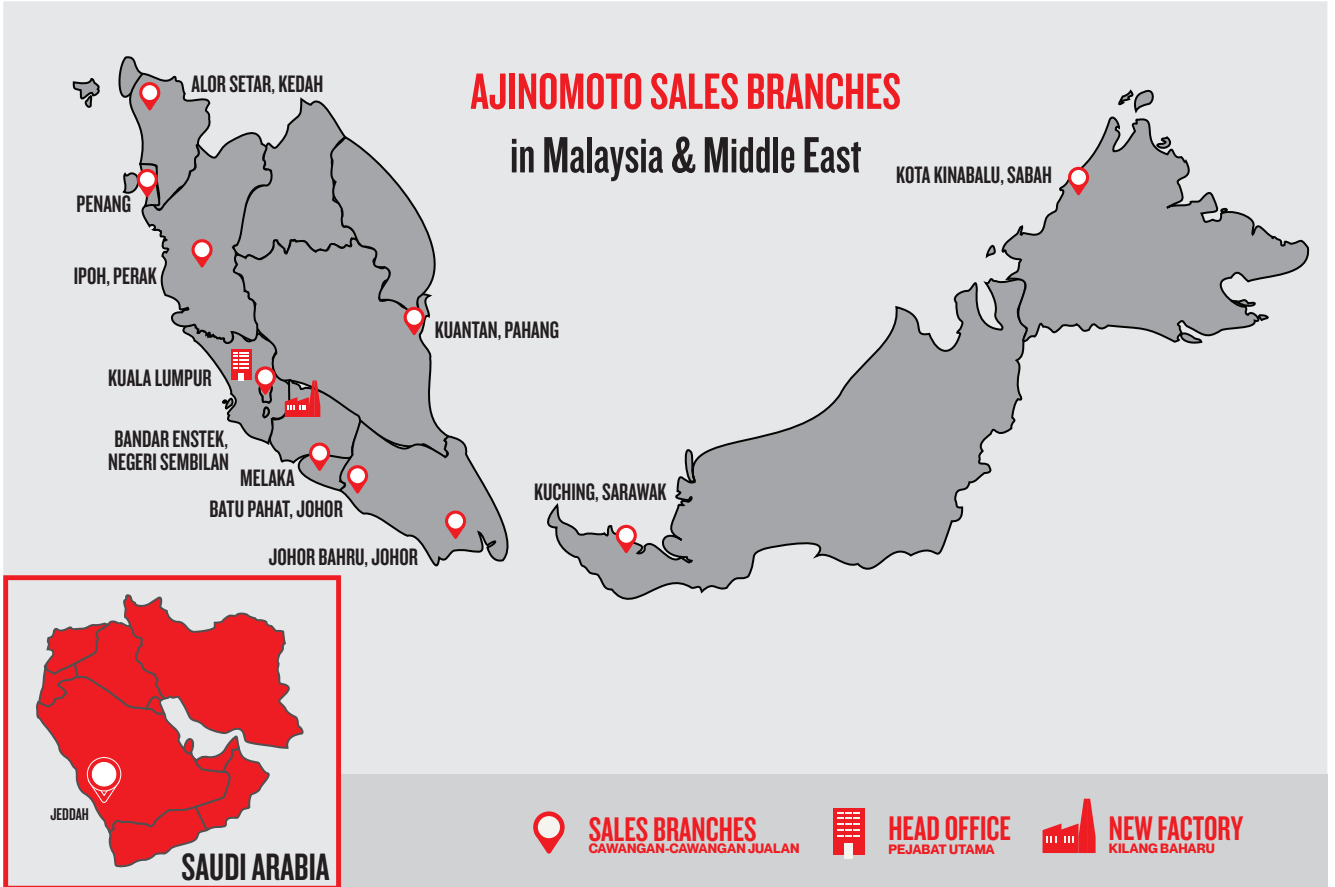 AJINOMOTO SALES BRANCHES
in Malaysia & Middle East
ALOR SETAR, KEDAH
PENANG
IPOH, PERAK
KUANTAN, PAHANG
KUALA LUMPUR
BANDAR ENSTEK,
NEGERI SEMBILAN
MELAKA
BATU PAHAT, JOHOR
JOHOR BAHRU, JOHOR
KOTA KINABALU, SABAH
KUCHING, SARAWAK
JEDDAH
SAUDI ARABIA
SALES BRANCHES
CAWANGAN-CAWANGAN JUALAN
HEAD OFFICE
PEJABAT UTAMA
NEW FACTORY
KILANG BAHARU